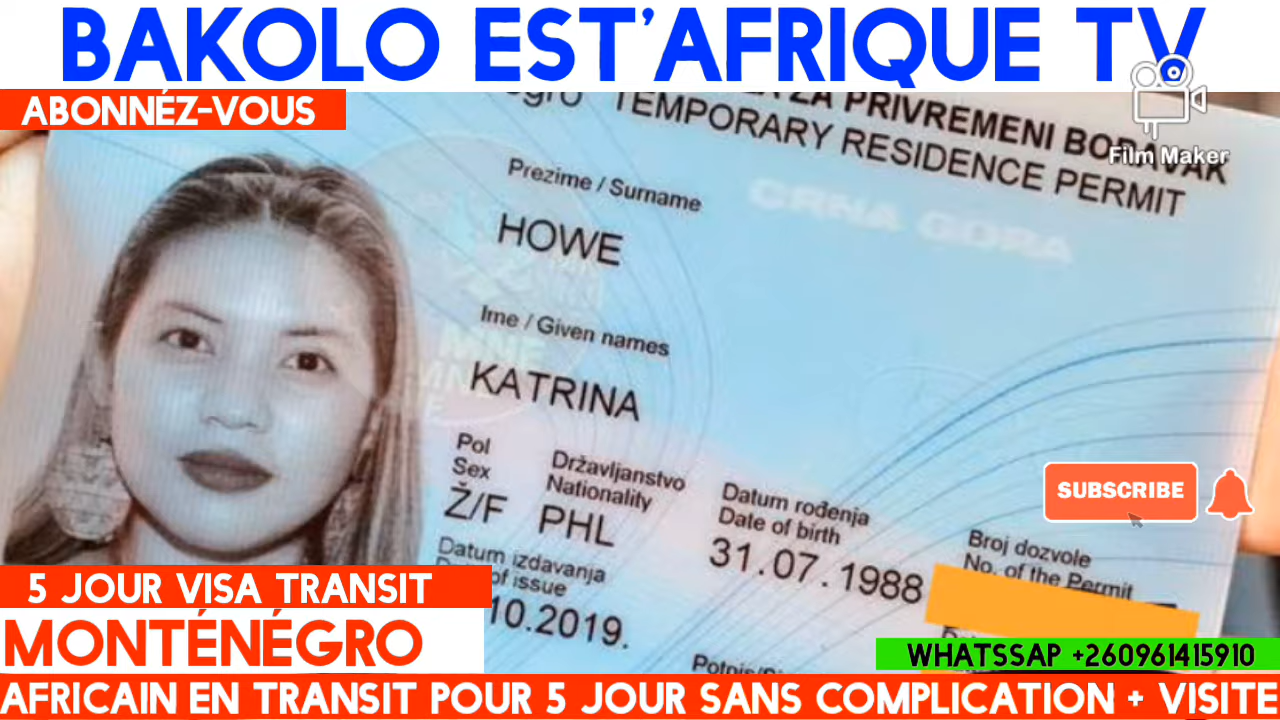 BAKOLO EST'AFRIQUE TV
ABONNÉZ-VOUS
ZA PRIVREMENI BORAVAK
TEMPORARY RESIDENCE PERMIT
Film Maker
CRNA GORA
Prezime / Surname
HOWE
Ime / Given names
MNE
KATRINA
Pol
Sex
Ž/F
Državljanstvo
Nationality
PHL
Datum rođenja
Date of birth
31.07.1988
Broj dozvole
No. of the Permit
SUBSCRIBE
Datum izdavanja
of issue
10.2019.
5 JOUR VISA TRANSIT
MONTÉNÉGRO
WHATSSAP +260961415910
AFRICAIN EN TRANSIT POUR 5 JOUR SANS COMPLICATION + VISITE